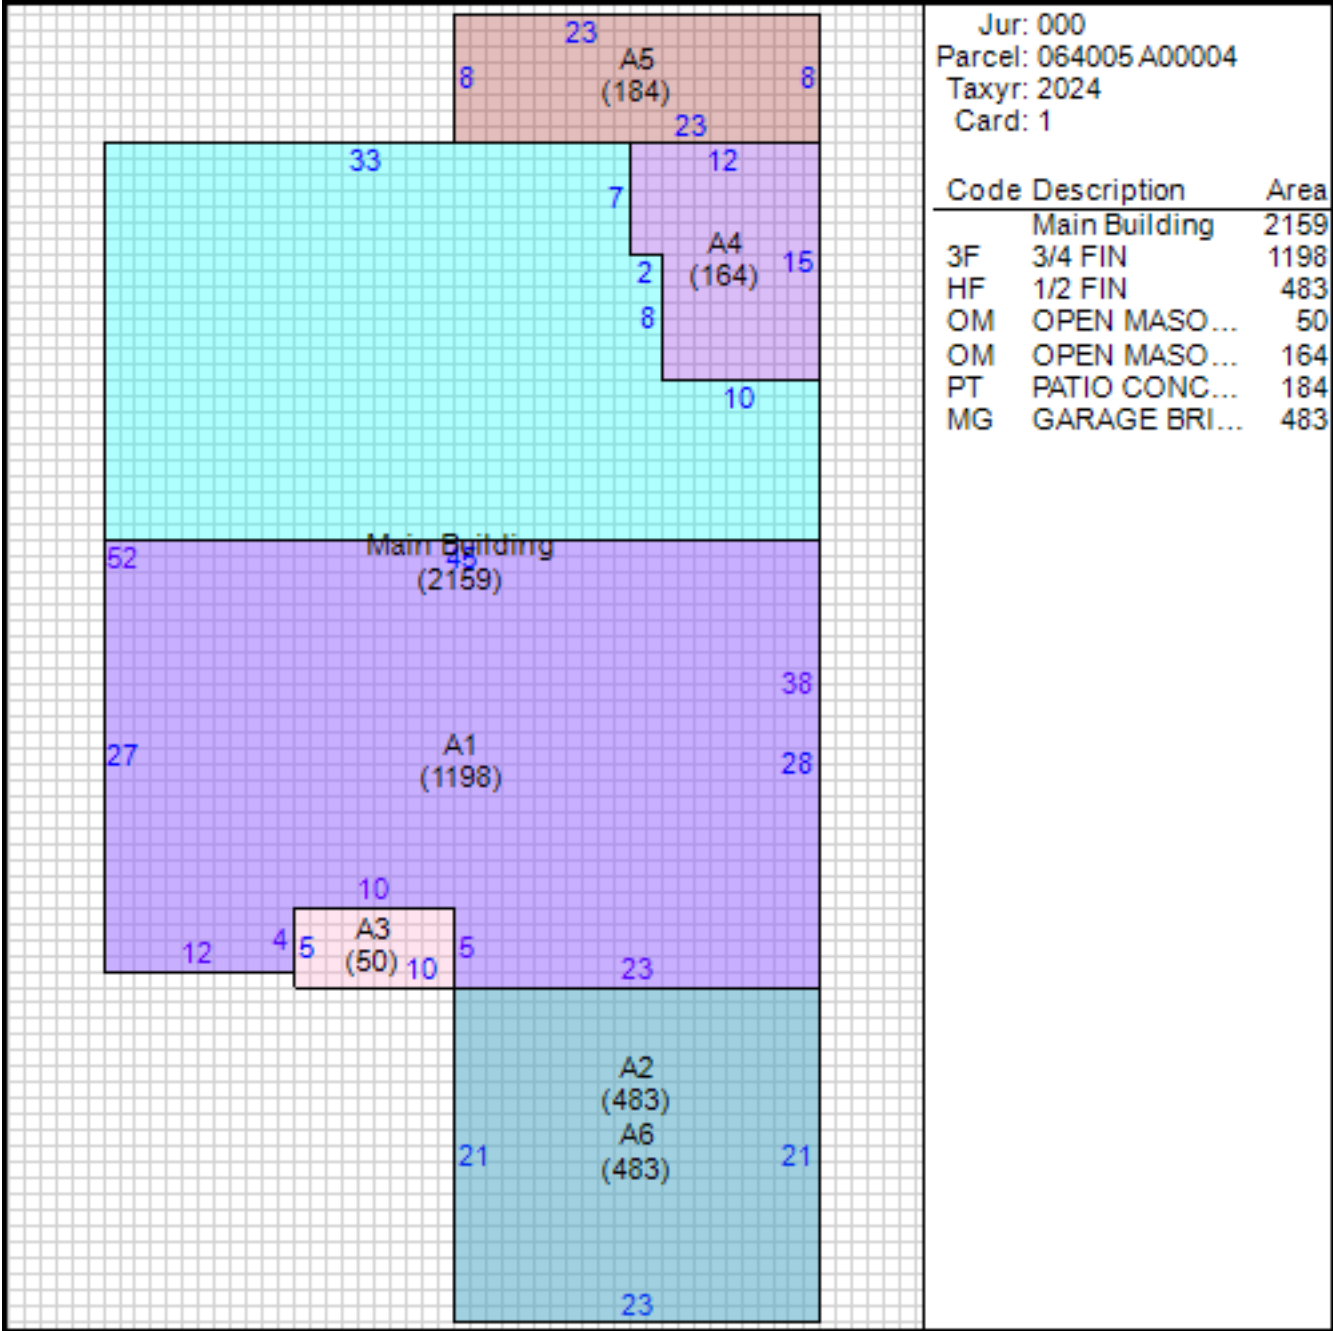 23
A5
8
8
(184)
23
33
12
7
A4
15
2
(164)
8
10
Main Building
52
45
(2159)
38
A1
27
28
(1198)
10
A3
4
5
5
12
(50)
10
23
A2
(483)
A6
21
21
(483)
23
Jur: 000
Parcel: 064005 A00004
Taxyr: 2024
Card: 1
Code Description Area
Main Building 2159
3F 3/4 FIN 1198
HF 1/2 FIN 483
OM OPEN MASO... 50
OM OPEN MASO... 164
PT PATIO CONC... 184
MG GARAGE BRI... 483